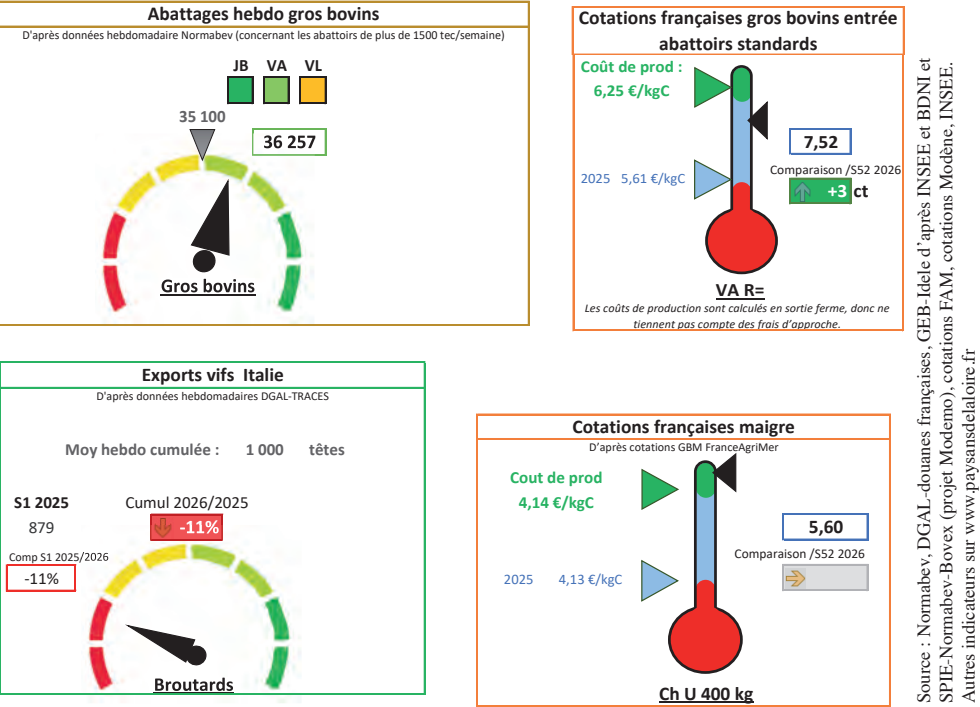 Abattages hebdo gros bovins
D'après données hebdomadaire Normabev (concernant les abattoirs de plus de 1500 tec/semaine)
JB VA VL
35 100
36 257
Gros bovins
Cotations françaises gros bovins entrée
abattoirs standards
Coût de prod :
6,25 €/kgC
7,52
Comparaison /S52 2026
2025 5,61 €/kgC
+3 ct
VA R=
Les coûts de production sont calculés en sortie ferme, donc ne
tiennent pas compte des frais d'approche.
Exports vifs Italie
D'après données hebdomadaires DGAL-TRACES
Moy hebdo cumulée : 1 000 têtes
S1 2025
879
Cumul 2026/2025
-11%
Comp S1 2025/2026
-11%
Broutards
Cotations françaises maigre
D'après cotations GBM FranceAgriMer
Cout de prod
4,14 €/kgC
5,60
Comparaison /S52 2026
2025 4,13 €/kgC
Ch U 400 kg
Source : Normabev, DGAL-douanes françaises, GEB-Idele d'après INSEE et BDNI et
SPIE-Normabev-Bovex (projet Modemo), cotations FAM, cotations Modène, INSEE.
Autres indicateurs sur www.paysansdelaloire.fr